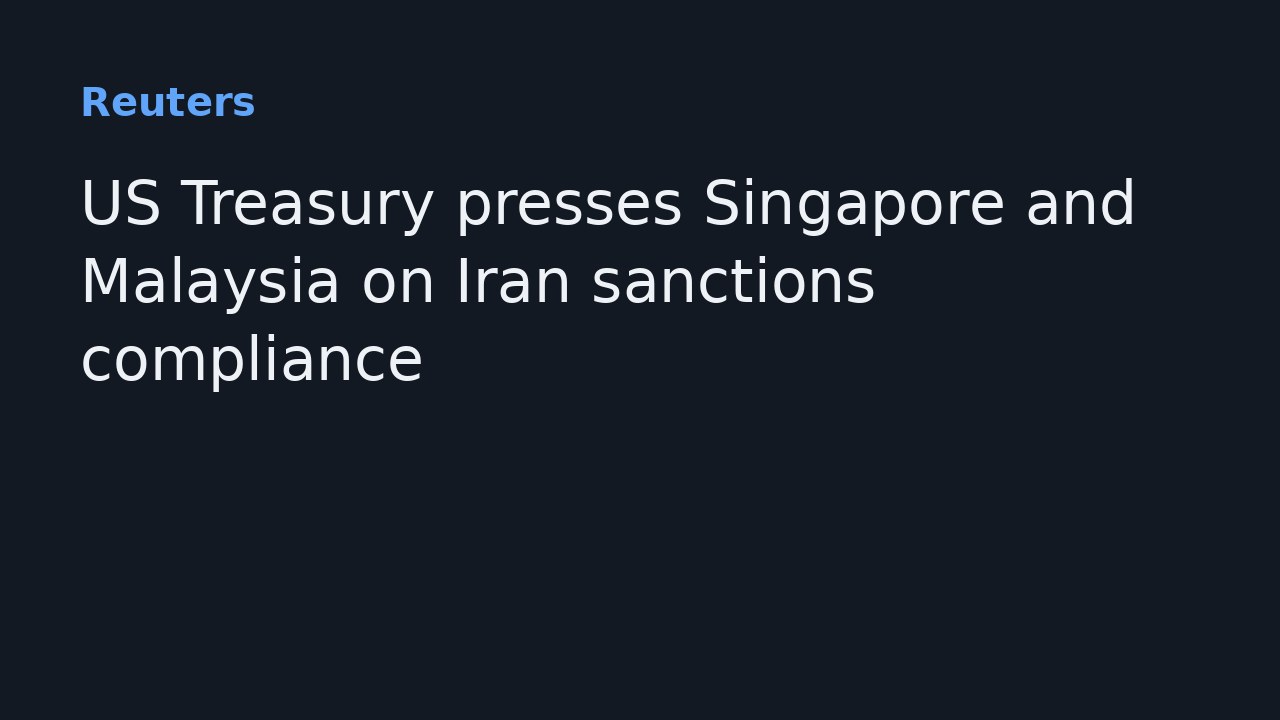 Reuters
US Treasury presses Singapore and
Malaysia on Iran sanctions
compliance